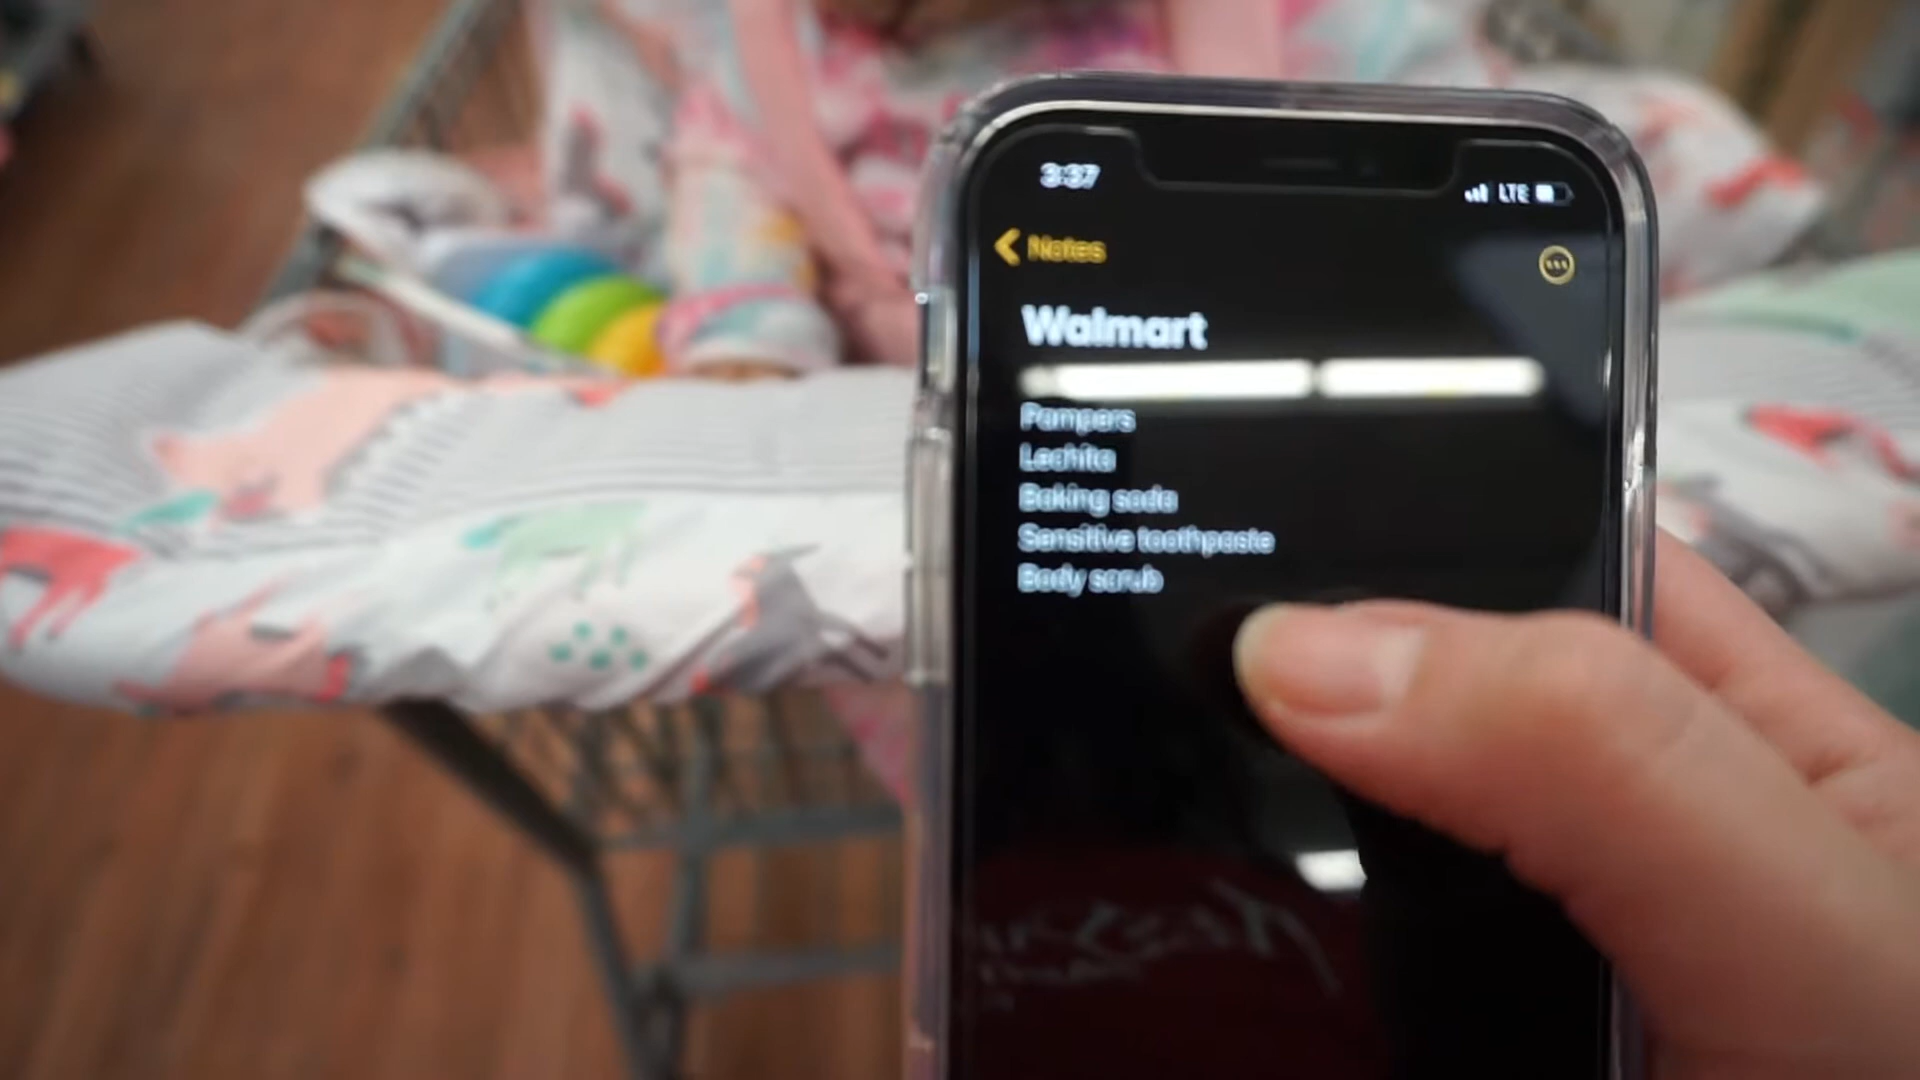 3:37
LTE
Notes
Walmart
Pampers
Lechita
Baking soda
Sensitive toothpaste
Body scrub